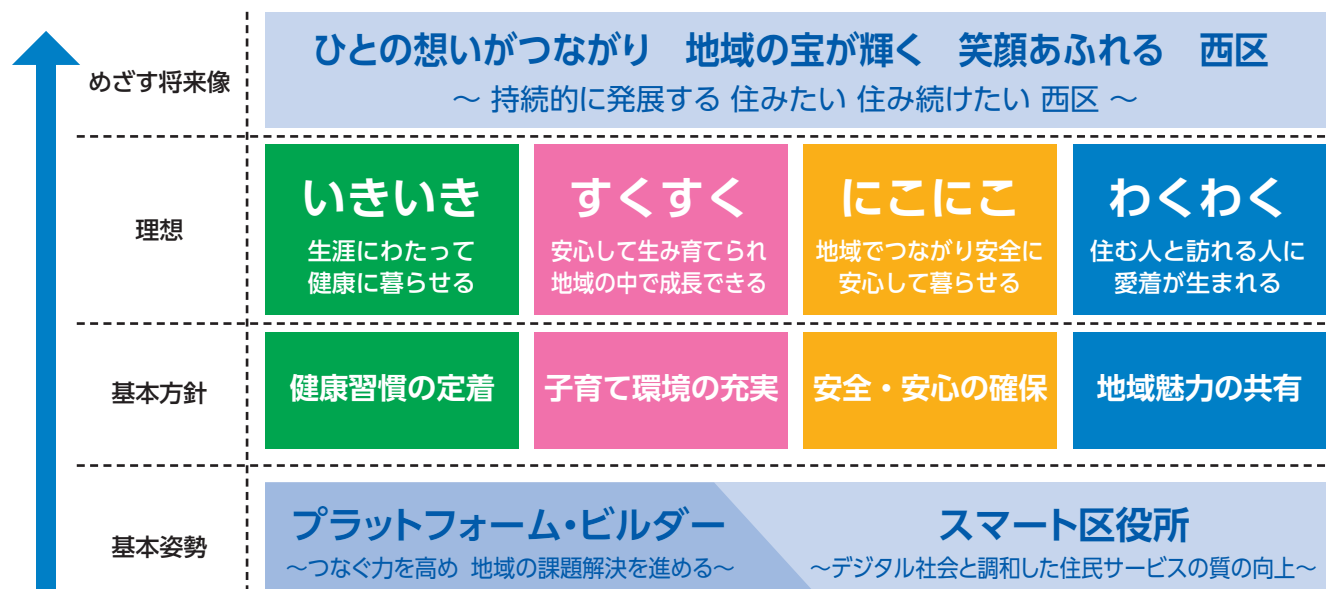 めざす将来像
ひとの想いがつながり　地域の宝が輝く　笑顔あふれる　西区
～ 持続的に発展する 住みたい 住み続けたい 西区 ～
理想
いきいき
生涯にわたって
健康に暮らせる
すくすく
安心して生み育てられ
地域の中で成長できる
にこにこ
地域でつながり安全に
安心して暮らせる
わくわく
住む人と訪れる人に
愛着が生まれる
基本方針
健康習慣の定着
子育て環境の充実
安全・安心の確保
地域魅力の共有
基本姿勢
プラットフォーム・ビルダー
～つなぐ力を高め 地域の課題解決を進める～
スマート区役所
～デジタル社会と調和した住民サービスの質の向上～